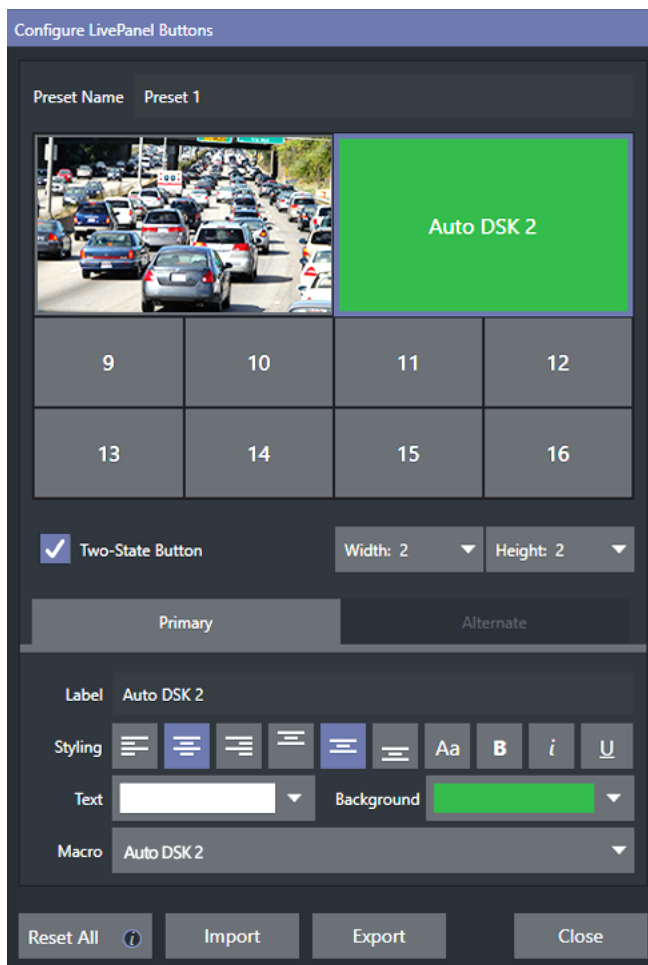 Configure LivePanel Buttons
Preset Name Preset 1
Auto DSK 2
9 10 11 12
13 14 15 16
Two-State Button Width: 2 Height: 2
Primary Alternate
Label Auto DSK 2
Styling Aa B i U
Text Background
Macro Auto DSK 2
Reset All i Import Export Close